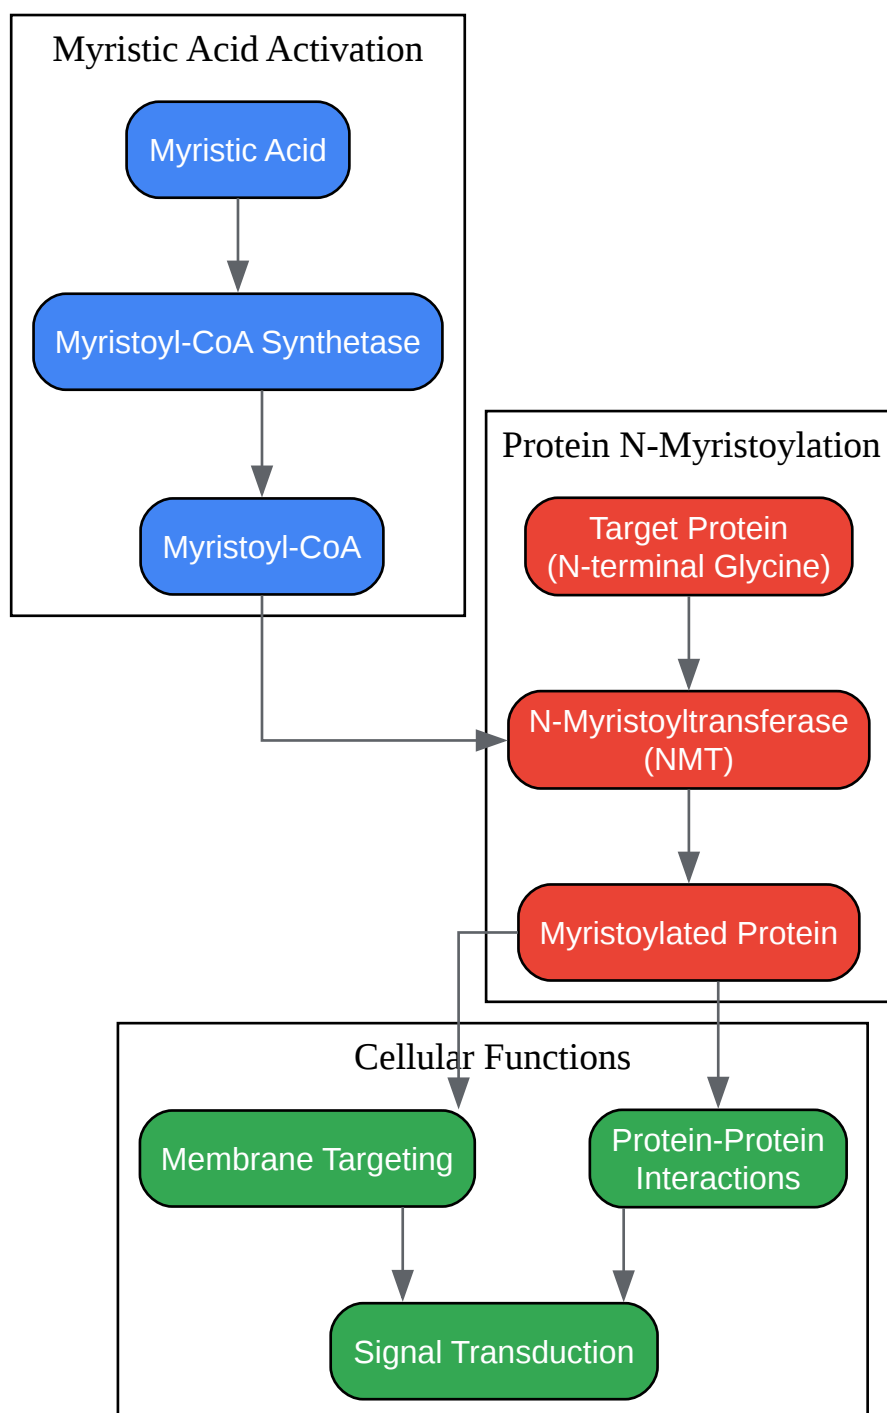 Myristic Acid Activation
Myristic Acid
Myristoyl-CoA Synthetase
Myristoyl-CoA
Protein N-Myristoylation
Target Protein
(N-terminal Glycine)
N-Myristoyltransferase
(NMT)
Myristoylated Protein
Cellular Functions
Membrane Targeting
Protein-Protein
Interactions
Signal Transduction